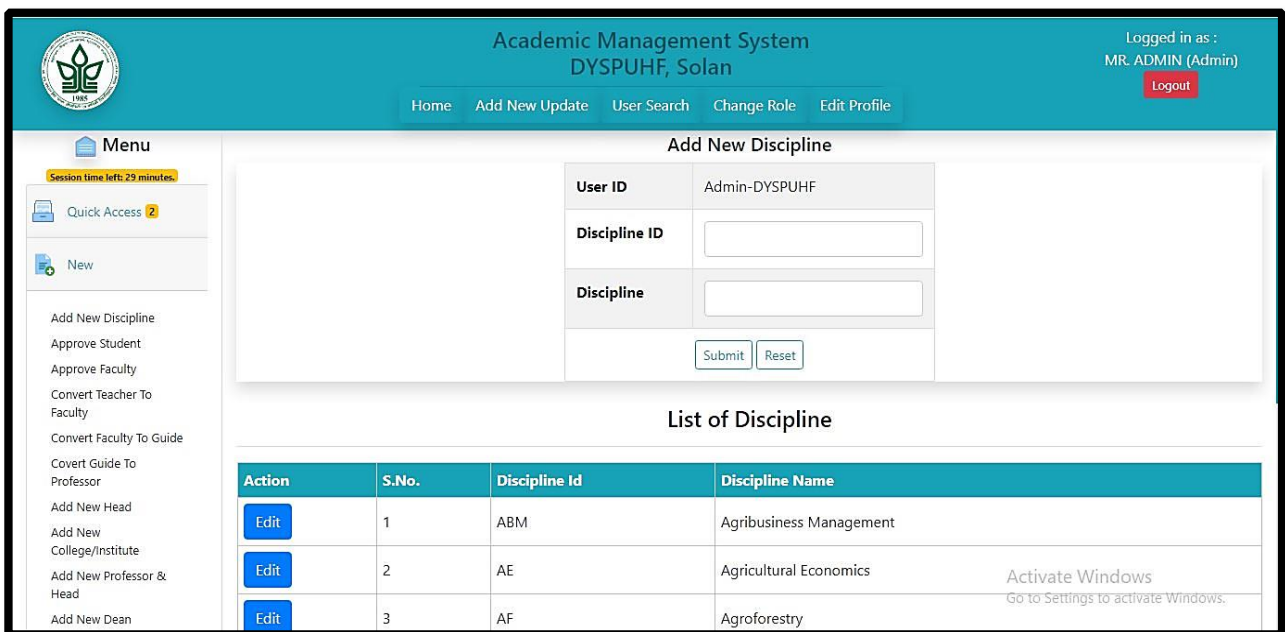 Academic Management System
DYSPUHF, Solan
Logged in as :
MR. ADMIN (Admin)
Logout
1985
Home Add New Update User Search Change Role Edit Profile
Menu
Session time left: 29 minutes.
Quick Access 2
New
Add New Discipline
Approve Student
Approve Faculty
Convert Teacher To
Faculty
Convert Faculty To Guide
Covert Guide To
Professor
Add New Head
Add New
College/Institute
Add New Professor &
Head
Add New Dean
Add New Discipline
User ID Admin-DYSPUHF
Discipline ID
Discipline
Submit Reset
List of Discipline
Action S.No. Discipline Id Discipline Name
Edit 1 ABM Agribusiness Management
Edit 2 AE Agricultural Economics
Edit 3 AF Agroforestry
Activate Windows
Go to Settings to activate Windows.